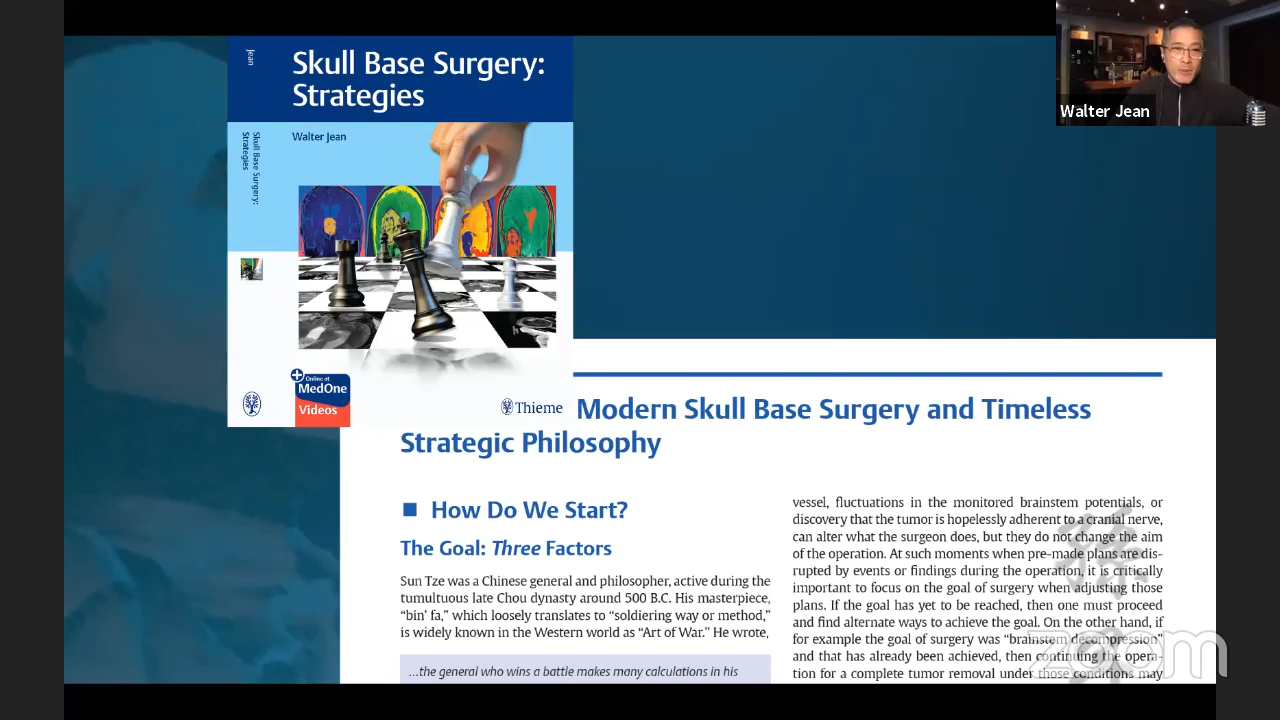 Jean
Skull Base Surgery:
Strategies
Skull Base Surgery:
Strategies
Walter Jean
+ Online at
MedOne
Videos
Thieme
Walter Jean
Modern Skull Base Surgery and Timeless
Strategic Philosophy
How Do We Start?
The Goal: Three Factors
Sun Tze was a Chinese general and philosopher, active during the
tumultuous late Chou dynasty around 500 B.C. His masterpiece,
“bin’ fa,” which loosely translates to “soldiering way or method,”
is widely known in the Western world as “Art of War.” He wrote,
...the general who wins a battle makes many calculations in his
vessel, fluctuations in the monitored brainstem potentials, or
discovery that the tumor is hopelessly adherent to a cranial nerve,
can alter what the surgeon does, but they do not change the aim
of the operation. At such moments when pre-made plans are dis-
rupted by events or findings during the operation, it is critically
important to focus on the goal of surgery when adjusting those
plans. If the goal has yet to be reached, then one must proceed
and find alternate ways to achieve the goal. On the other hand, if
for example the goal of surgery was “brainstem decompression”
and that has already been achieved, then continuing the opera-
tion for a complete tumor removal under those conditions may
孫
zoom